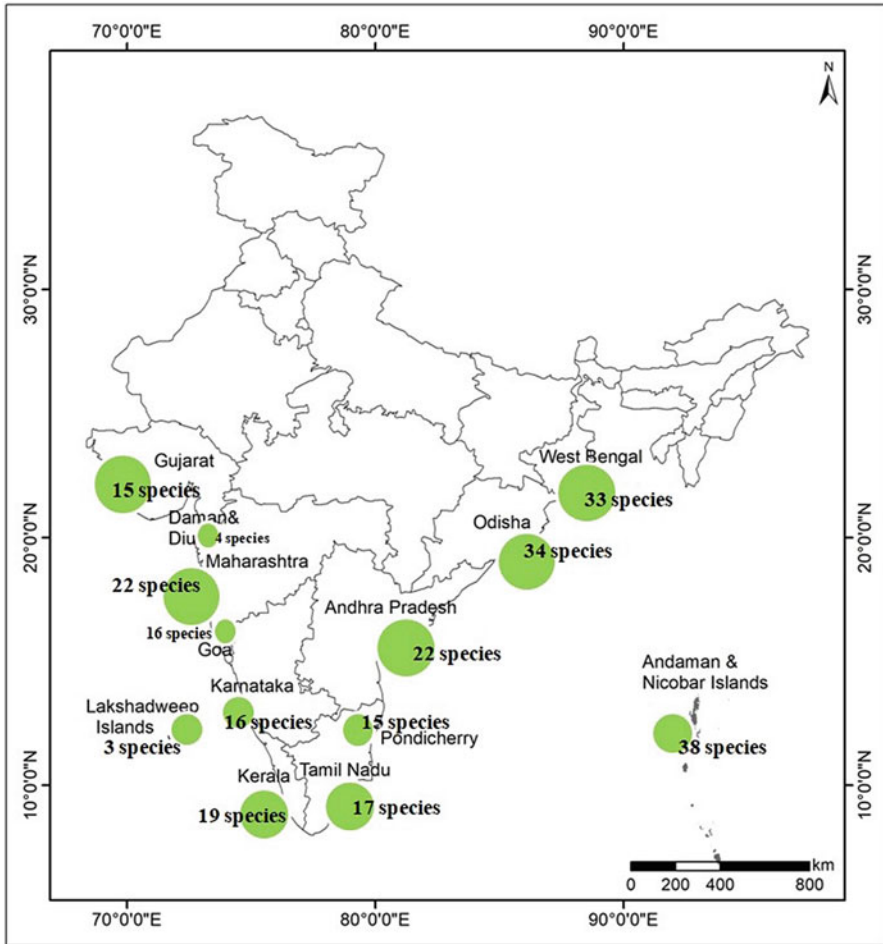 70°0'0"E 80°0'0"E 90°0'0"E
N
30°0'0"N 30°0'0"N
Gujarat
15 species
West Bengal
33 species
Daman&
Diu 4 species
Odisha
34 species
20°0'0"N 20°0'0"N
Maharashtra
22 species
Andhra Pradesh
22 species
16 species
Goa
Andaman &
Nicobar Islands
38 species
Karnataka
16 species
Lakshadweep
Islands
3 species
15 species
Pondicherry
Kerala
19 species
Tamil Nadu
17 species
10°0'0"N 10°0'0"N
km
0 200 400 800
70°0'0"E 80°0'0"E 90°0'0"E